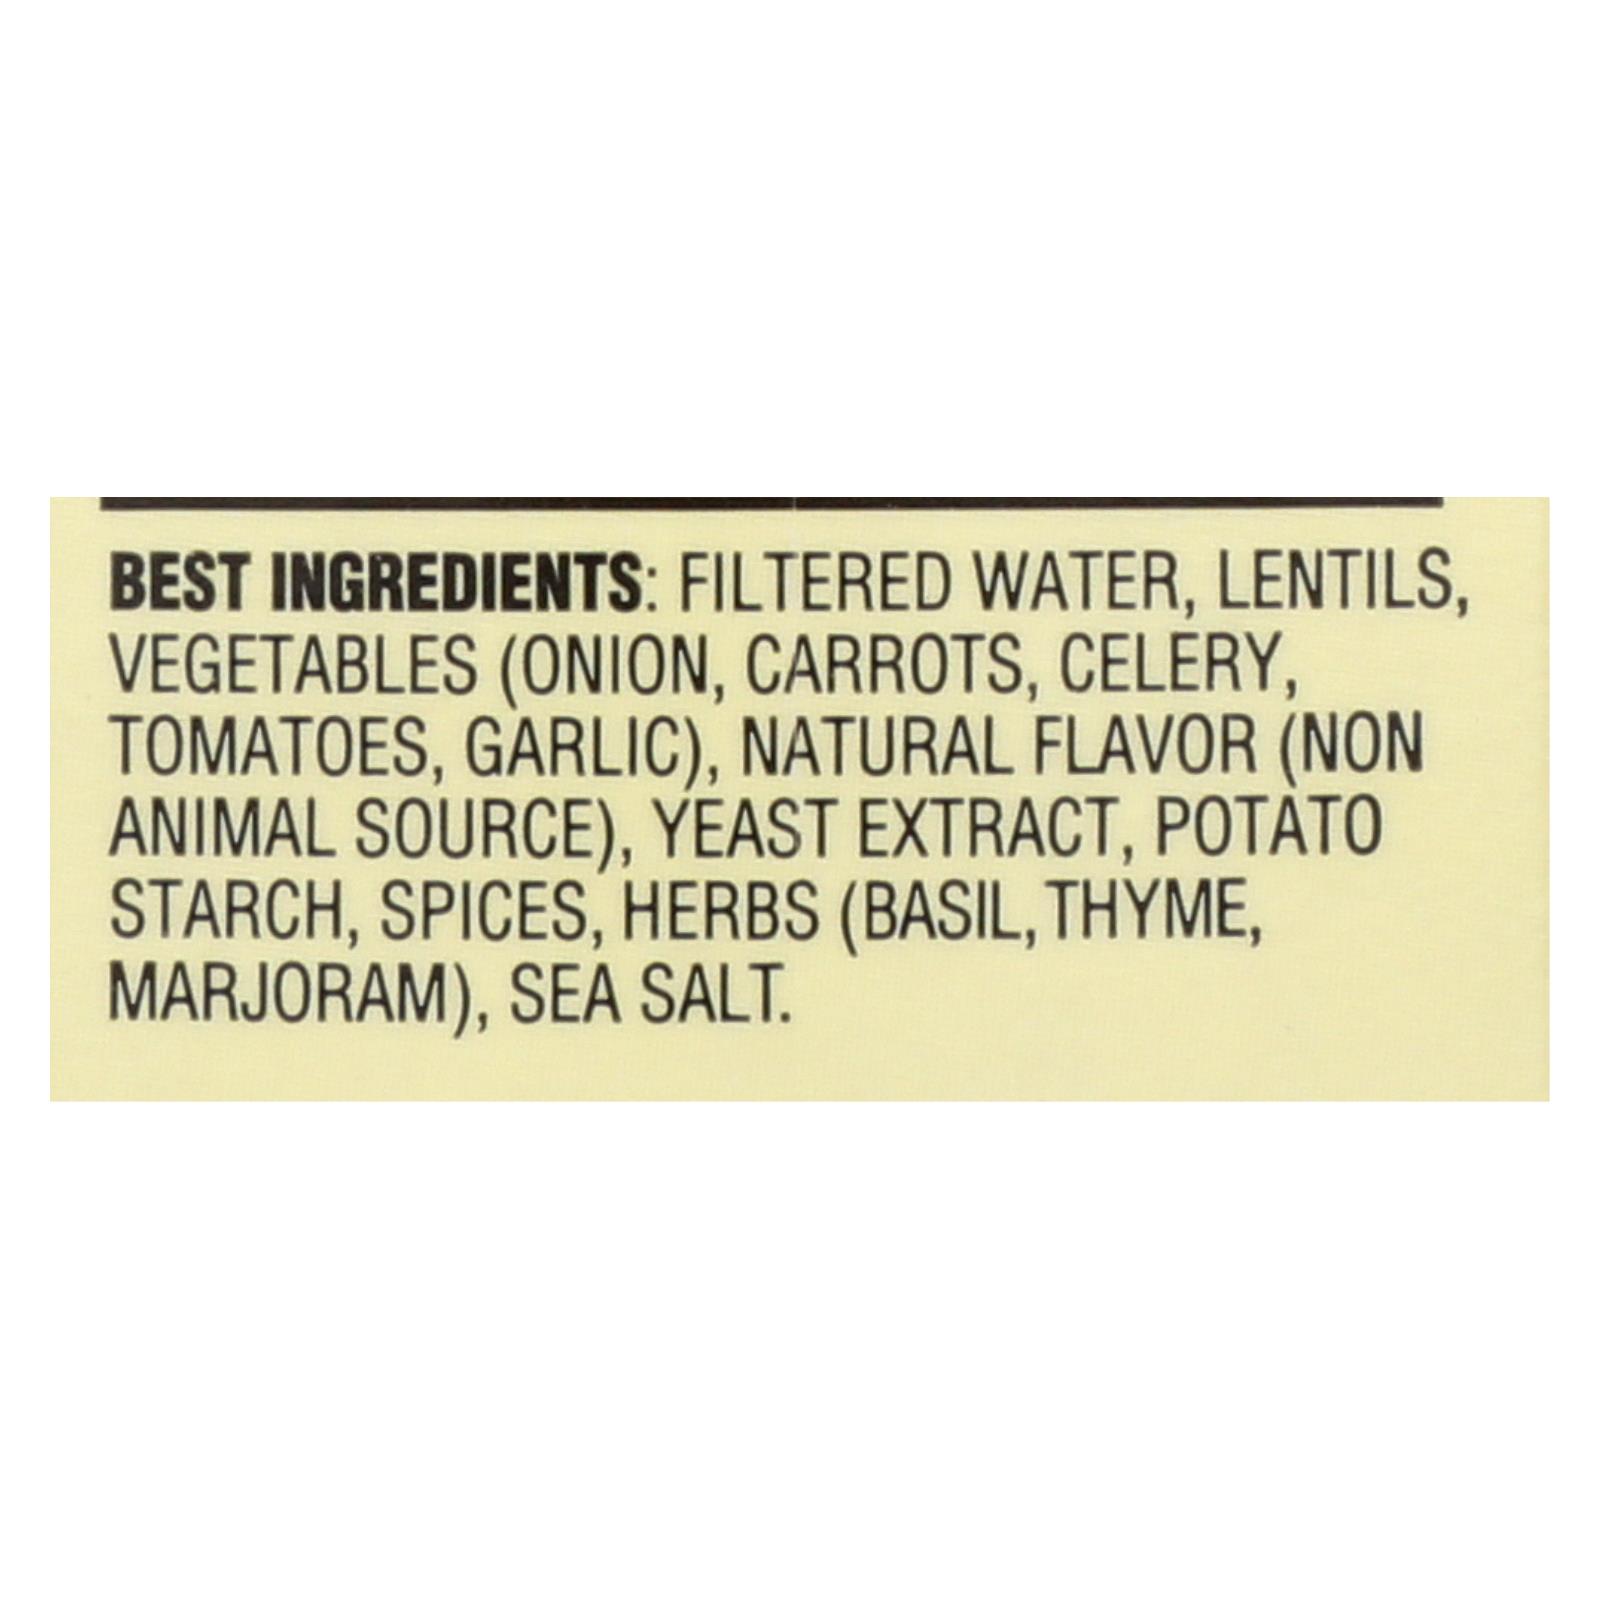 BEST INGREDIENTS: FILTERED WATER, LENTILS,
VEGETABLES (ONION, CARROTS, CELERY,
TOMATOES, GARLIC), NATURAL FLAVOR (NON
ANIMAL SOURCE), YEAST EXTRACT, POTATO
STARCH, SPICES, HERBS (BASIL, THYME,
MARJORAM), SEA SALT.